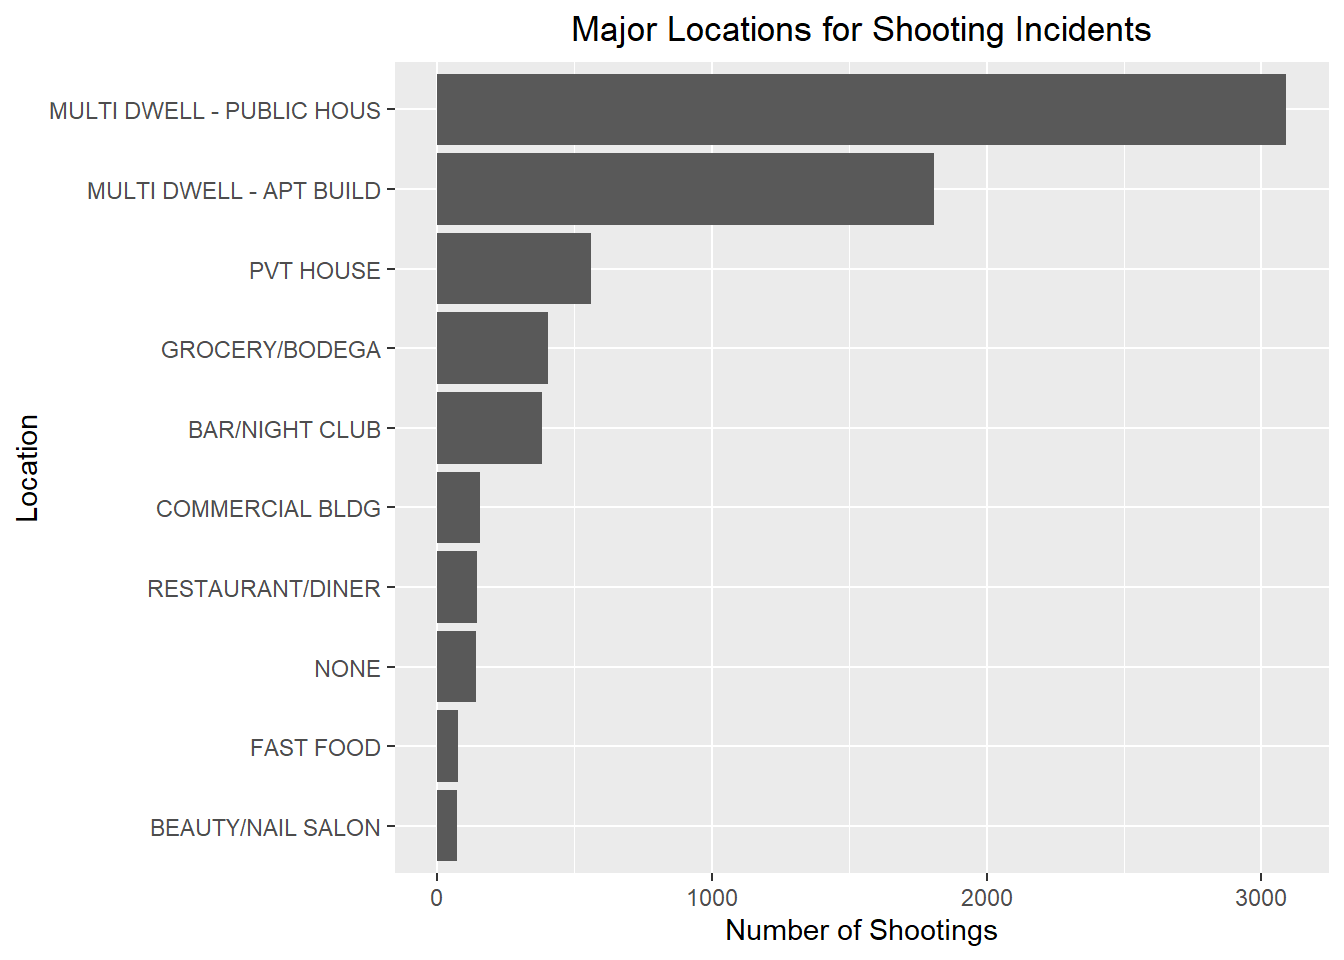 Major Locations for Shooting Incidents
MULTI DWELL - PUBLIC HOUS
MULTI DWELL - APT BUILD
PVT HOUSE
GROCERY/BODEGA
BAR/NIGHT CLUB
COMMERCIAL BLDG
RESTAURANT/DINER
NONE
FAST FOOD
BEAUTY/NAIL SALON
Location
0 1000 2000 3000
Number of Shootings